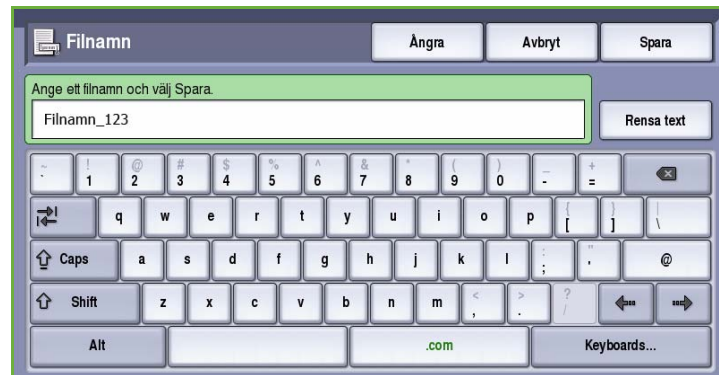 Filnamn Ångra Avbryt Spara
Ange ett filnamn och välj Spara.
Filnamn_123 Rensa text
~ ` ! 1 @ 2 # 3 $ 4 % 5 ^ 6 & 7 * 8 ( 9 ) 0 _ - + =
q w e r t y u i o p { [ } ] | \
Caps a s d f g h j k l : ; " ' @
Shift z x c v b n m < , > . ? /
Alt .com Keyboards...